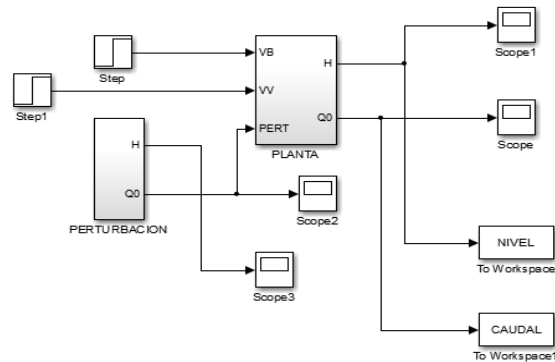 Scope1
VB
Step
H
VV
Step1
Q0
PERT
Scope
PLANTA
H
Q0
Scope2
PERTURBACION
NIVEL
To Workspace
Scope3
CAUDAL
To Workspace1